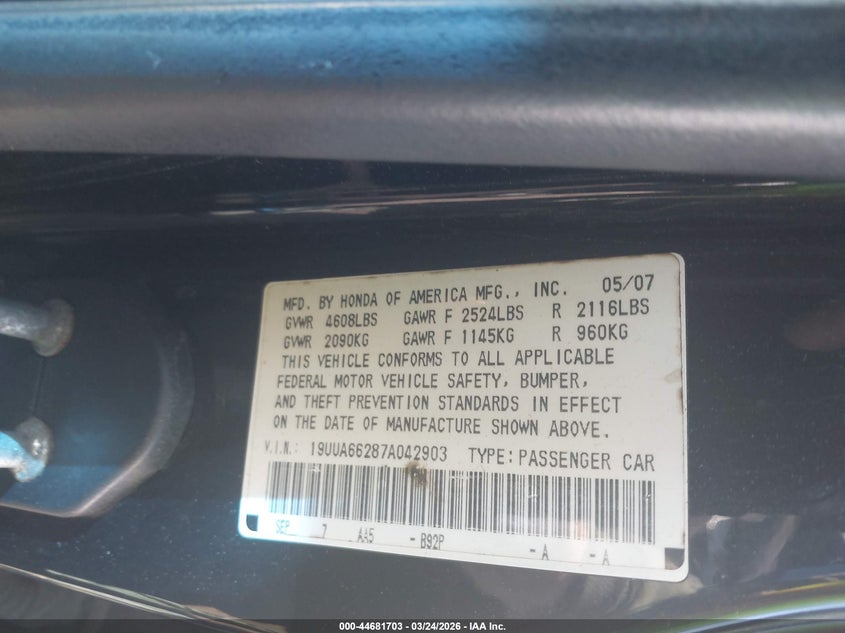 MFD. BY HONDA OF AMERICA MFG., INC. 05/07
GVWR 4608LBS GAWR F 2524LBS R 2116LBS
GVWR 2090KG GAWR F 1145KG R 960KG
THIS VEHICLE CONFORMS TO ALL APPLICABLE
FEDERAL MOTOR VEHICLE SAFETY, BUMPER,
AND THEFT PREVENTION STANDARDS IN EFFECT
ON THE DATE OF MANUFACTURE SHOWN ABOVE.
V.I.N.: 19UUA66287A042903 TYPE: PASSENGER CAR
SEP 7 AA5 - B92P - A - A
000-44681703 - 03/24/2026 - IAA Inc.